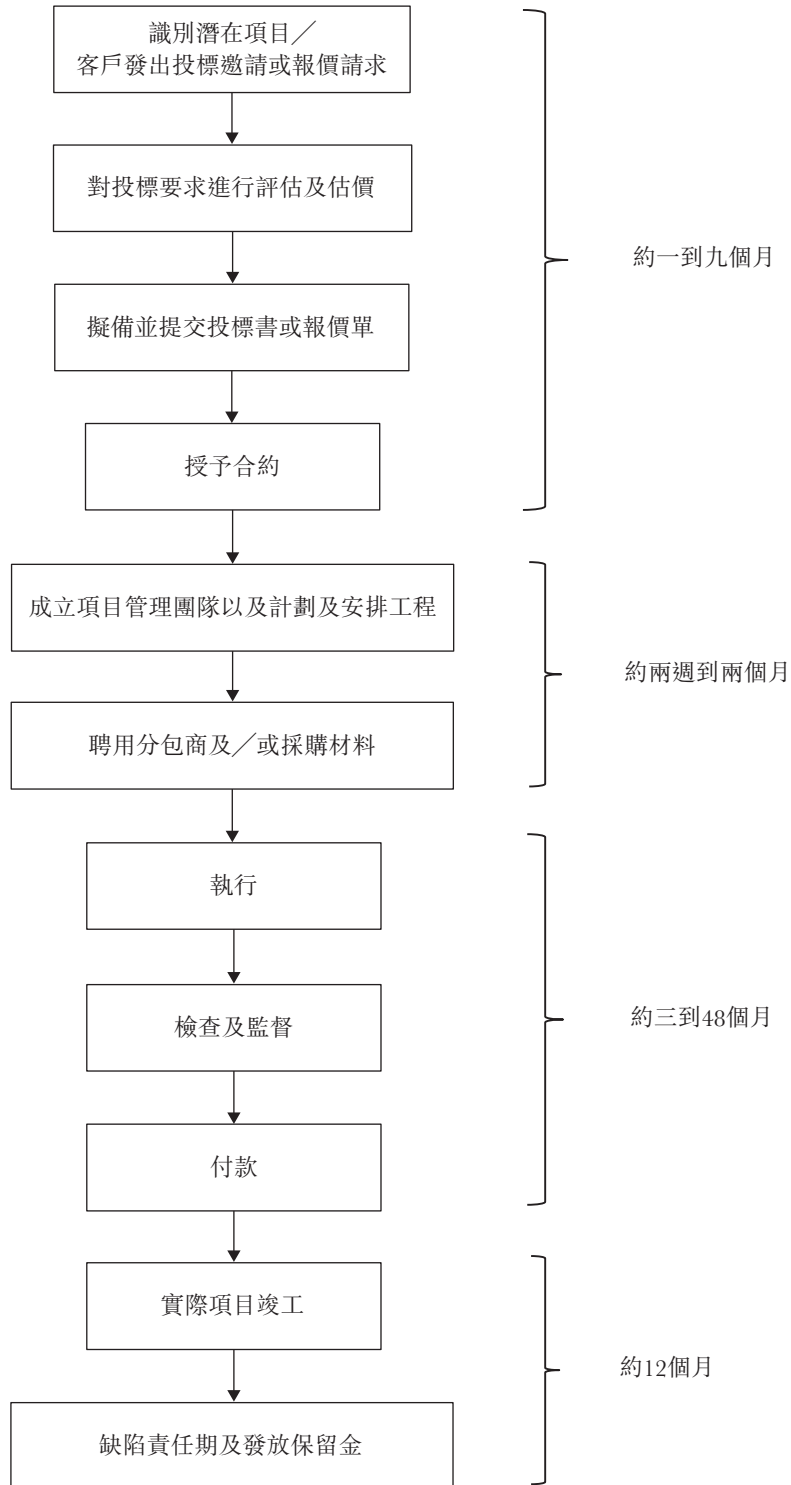 識別潛在項目／
客戶發出投標邀請或報價請求
對投標要求進行評估及估價
擬備並提交投標書或報價單
授予合約
約一到九個月
成立項目管理團隊以及計劃及安排工程
聘用分包商及／或採購材料
約兩週到兩個月
執行
檢查及監督
付款
約三到48個月
實際項目竣工
缺陷責任期及發放保留金
約12個月